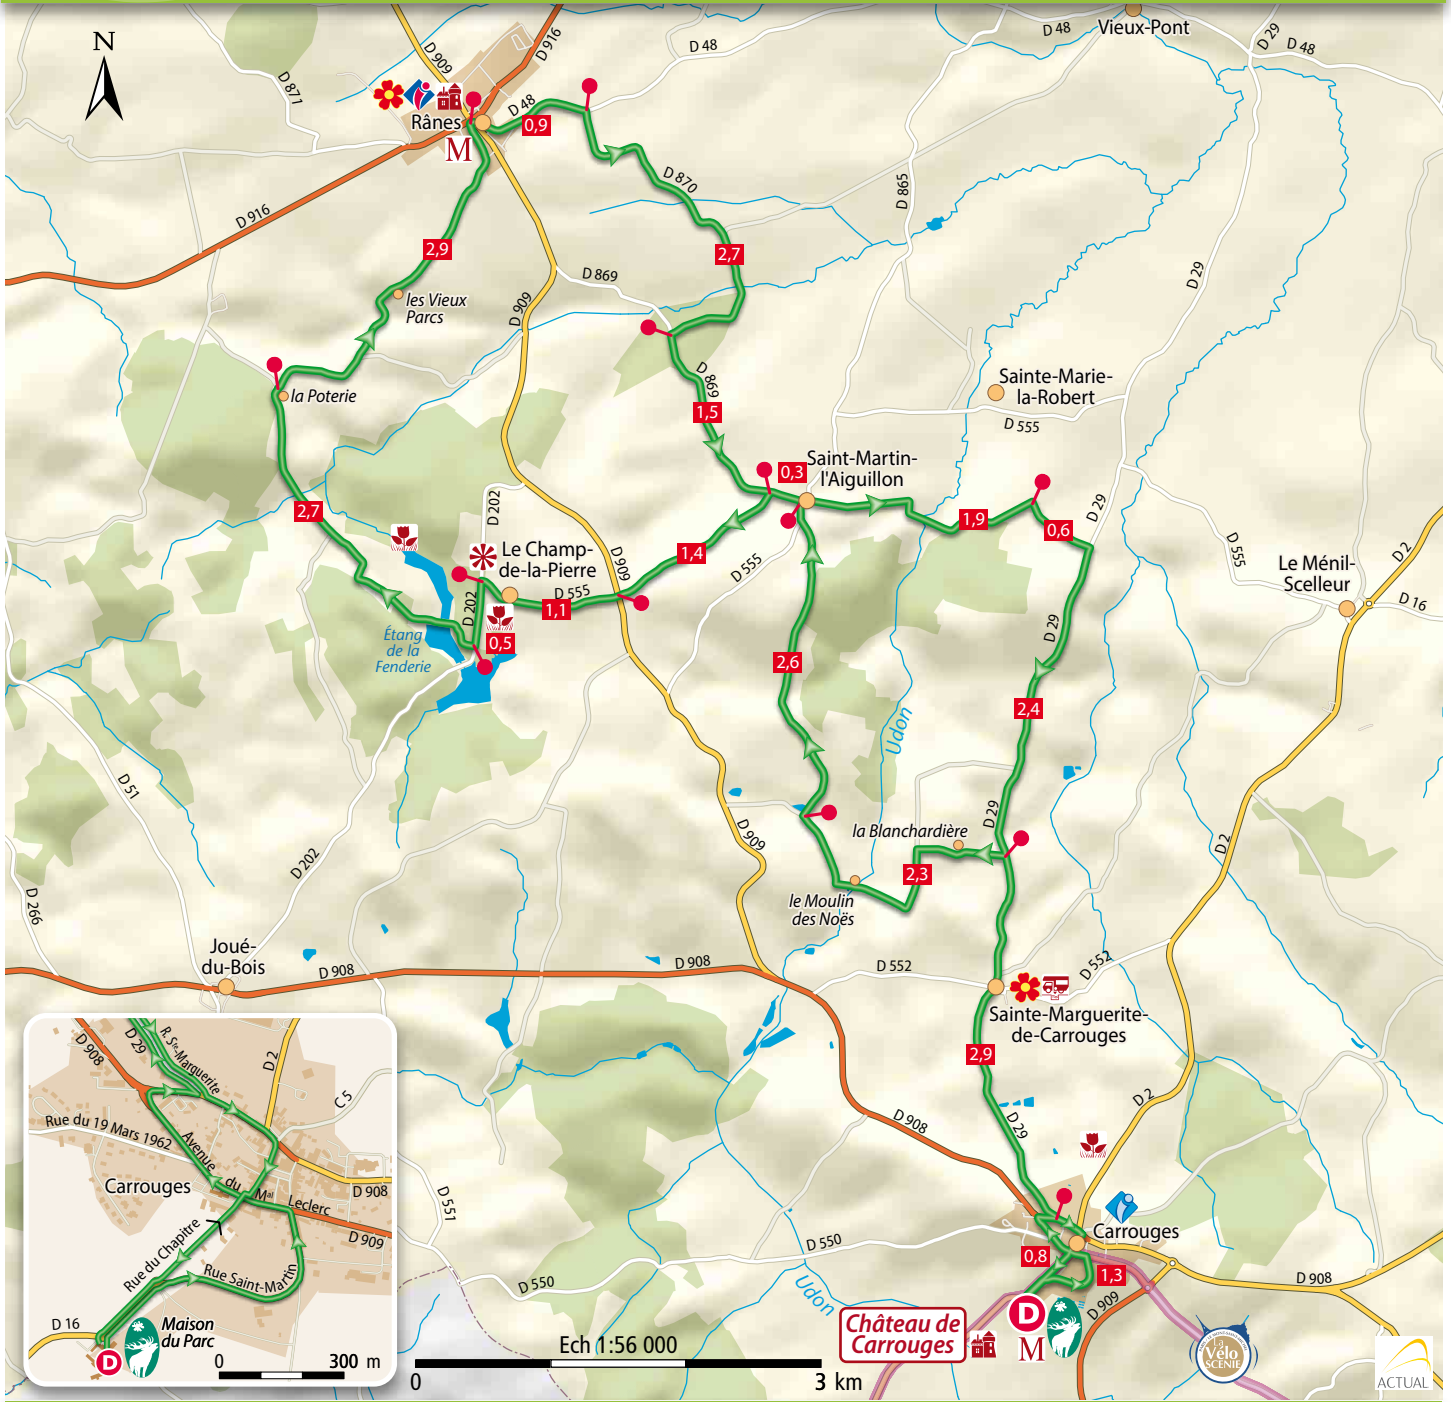 N
D 909
D 916
D 871
D 48
D 48
Vieux-Pont
D 29
D 48
Rânes
M
D 48
0,9
D 870
D 865
D 916
2,9
2,7
D 869
D 29
les Vieux
Parcs
D 909
la Poterie
D 869
1,5
Sainte-Marie-
la-Robert
D 555
0,3
Saint-Martin-
l'Aiguillon
2,7
D 202
1,9
0,6
D 29
D 555
D 2
Le Ménil-
Scelleur
D 16
Le Champ-
de-la-Pierre
D 909
1,4
D 555
D 555
1,1
D 202
0,5
Étang
de la
Fenderie
D 29
2,6
2,4
Udon
D 51
D 29
la Blanchardière
2,3
D 909
D 2
D 202
le Moulin
des Noës
D 266
Joué-
du-Bois
D 908
D 908
D 552
D 552
Sainte-Marguerite-
de-Carrouges
2,9
D 29
D 2
D 908
D 908
D 29
R. Ste-Marguerite
D 2
C 5
Rue du 19 Mars 1962
Avenue
du Mal
Leclerc
D 908
D 909
Carrouges
Rue du Chapitre
Rue Saint-Martin
D 16
Maison
du Parc
D
0 300 m
D 551
D 550
D 550
Udon
Carrouges
0,8
1,3
D 909
D 908
D
M
Château de
Carrouges
Ech 1:56 000
0 3 km
La
Vélo
SCÉNIE
ACTUAL